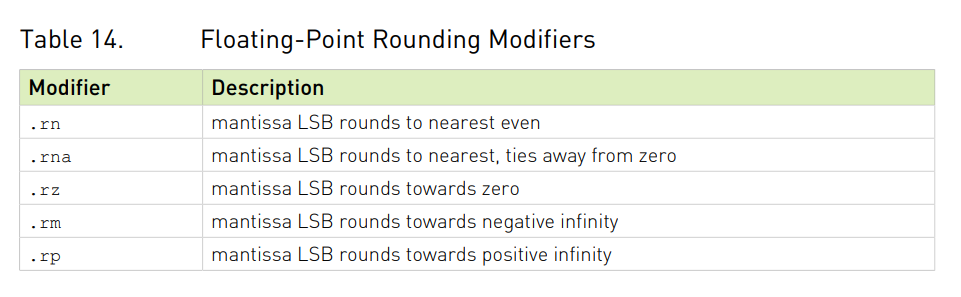 Table 14. Floating-Point Rounding Modifiers
Modifier Description
.rn mantissa LSB rounds to nearest even
.rna mantissa LSB rounds to nearest, ties away from zero
.rz mantissa LSB rounds towards zero
.rm mantissa LSB rounds towards negative infinity
.rp mantissa LSB rounds towards positive infinity